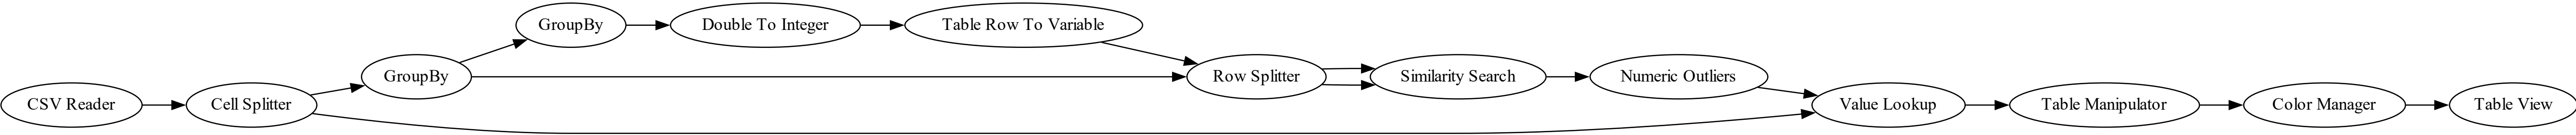 CSV Reader
Cell Splitter
GroupBy
GroupBy
Double To Integer
Table Row To Variable
Row Splitter
Similarity Search
Numeric Outliers
Value Lookup
Table Manipulator
Color Manager
Table View